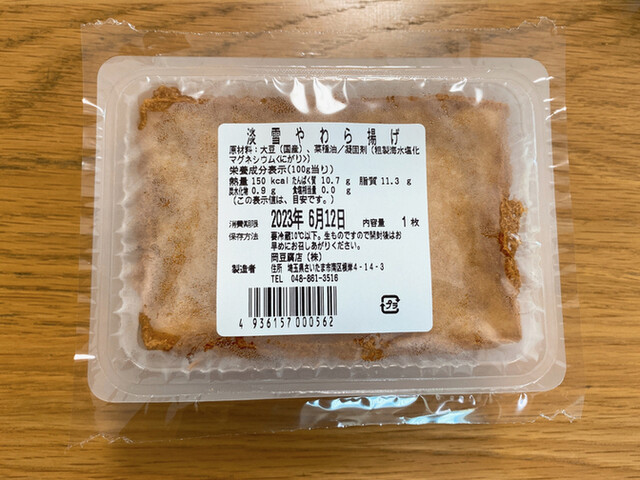 淡雪やわら揚げ
原材料：大豆（国産）、菜種油／凝固剤（粗製海水塩化
マグネシウム<にがり>）
栄養成分表示(100g当り)
熱量 150 kcal たんぱく質 10.7 g 脂質 11.3 g
炭水化物 0.9 g 食塩相当量 0.0 g
（この表示値は、目安です。）
消費期限 2023年 6月12日 内容量 1枚
保存方法 要冷蔵10℃以下。生ものですので開封後はお
早めにお召しあがりください。
岡豆腐店（株）
製造者 住所 埼玉県さいたま市南区根岸4-14-3
TEL 048-861-3516
4 936157 000562
プラ